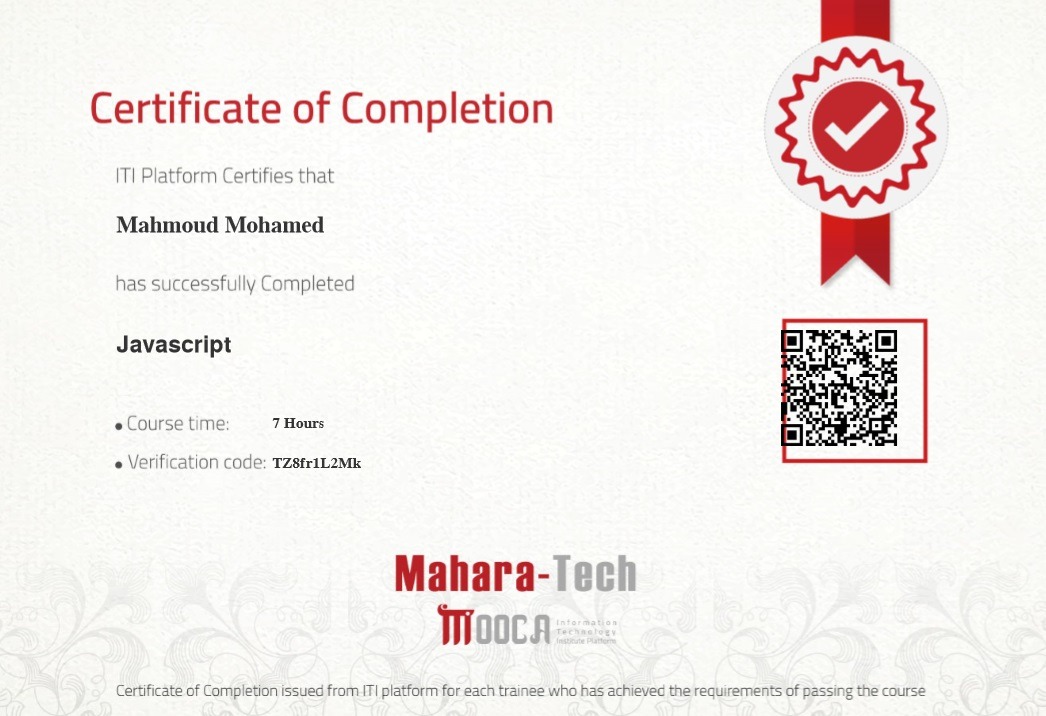 Certificate of Completion
ITI Platform Certifies that
Mahmoud Mohamed
has successfully Completed
Javascript
• Course time: 7 Hours
• Verification code: TZ8fr1L2Mk
Mahara-Tech
MOOCA Information
Technology
Institute Platform
Certificate of Completion issued from ITI platform for each trainee who has achieved the requirements of passing the course